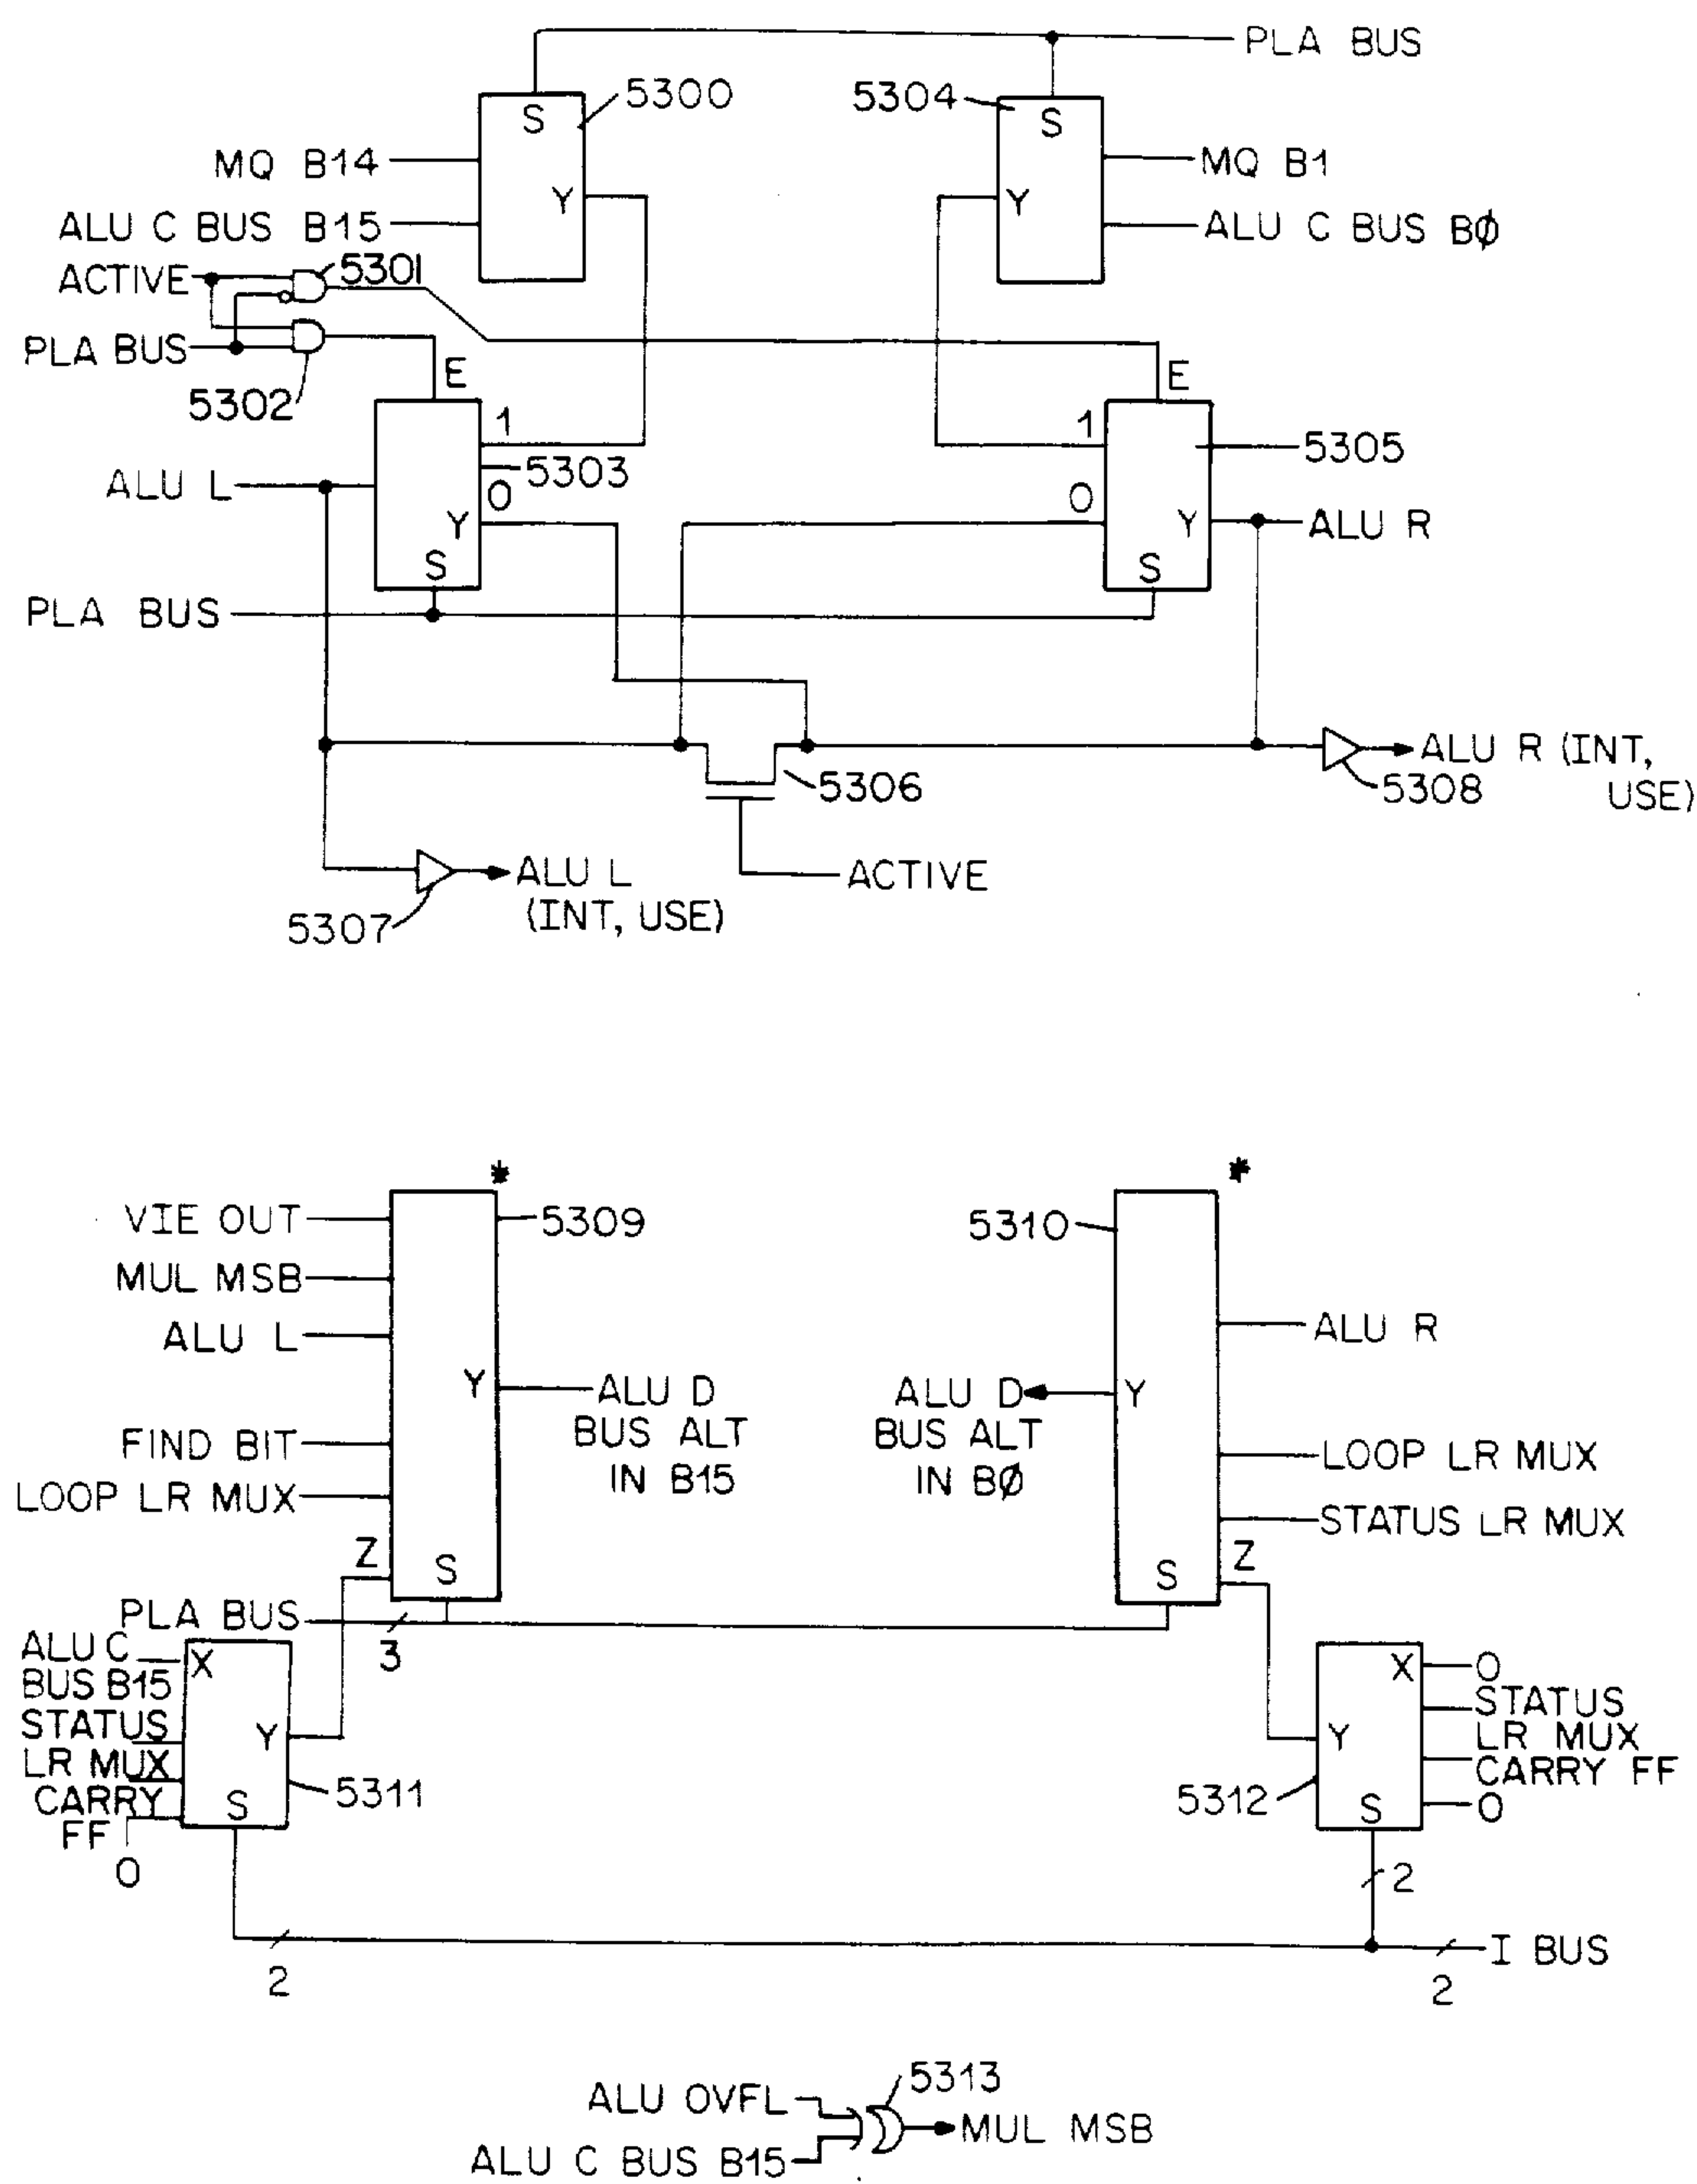 PLA BUS
5300
5304
S
S
MQ B14
MQ B1
Y
Y
ALU C BUS B15
ALU C BUS BØ
ACTIVE
5301
PLA BUS
E
E
5302
1
1
5303
5305
ALU L
0
0
Y
Y
ALU R
S
S
PLA BUS
5306
5308
ALU R (INT,
USE)
ALU L
(INT, USE)
ACTIVE
5307
*
*
VIE OUT
5309
5310
MUL MSB
ALU L
ALU R
Y
ALU D
BUS ALT
IN B15
ALU D
BUS ALT
IN BØ
Y
FIND BIT
LOOP LR MUX
LOOP LR MUX
STATUS LR MUX
Z
S
S
Z
PLA BUS
3
ALU C
BUS B15
X
X
0
STATUS
LR MUX
STATUS
LR MUX
Y
Y
CARRY
FF
CARRY FF
5311
5312
S
S
0
0
2
2
2
I BUS
5313
ALU OVFL
MUL MSB
ALU C BUS B15